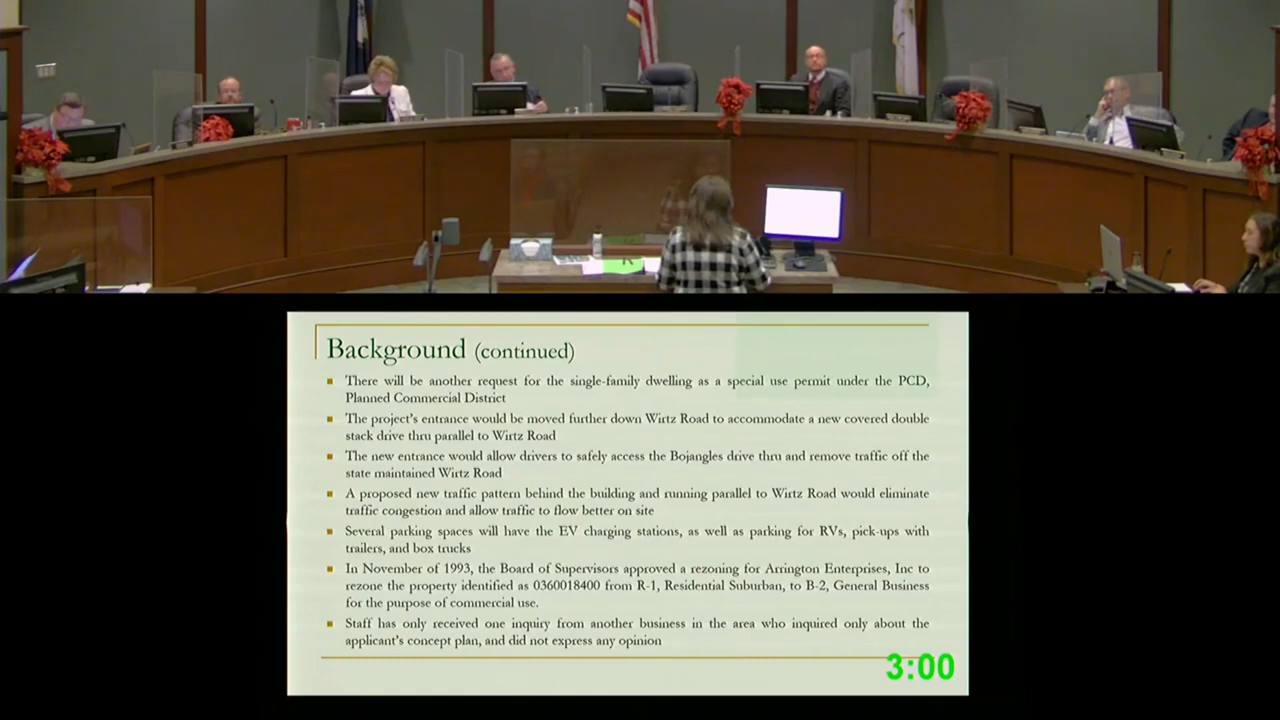 Background (continued)
There will be another request for the single-family dwelling as a special use permit under the PCD,
Planned Commercial District
The project's entrance would be moved further down Wirtz Road to accommodate a new covered double
stack drive thru parallel to Wirtz Road
The new entrance would allow drivers to safely access the Bojangles drive thru and remove traffic off the
state maintained Wirtz Road
A proposed new traffic pattern behind the building and running parallel to Wirtz Road would eliminate
traffic congestion and allow traffic to flow better on site
Several parking spaces will have the EV charging stations, as well as parking for RVs, pick-ups with
trailers, and box trucks
In November of 1993, the Board of Supervisors approved a rezoning for Arrington Enterprises, Inc to
rezone the property identified as 0360018400 from R-1, Residential Suburban, to B-2, General Business
for the purpose of commercial use.
Staff has only received one inquiry from another business in the area who inquired only about the
applicant's concept plan, and did not express any opinion
3:00